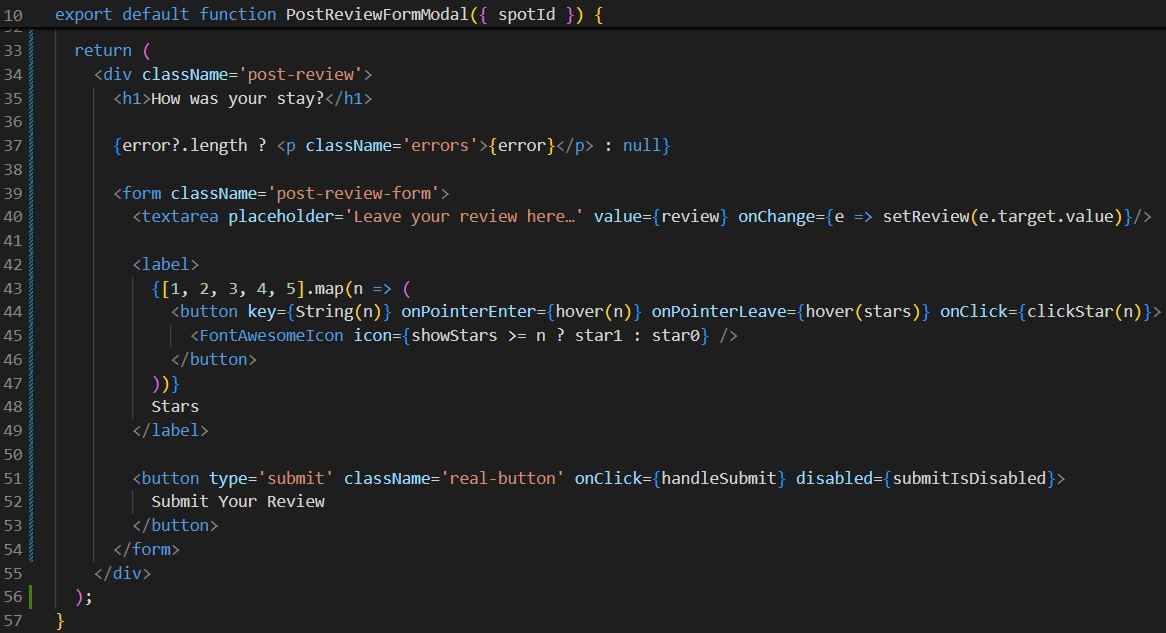 10 export default function PostReviewFormModal({ spotId }) {
33 return (
34 <div className='post-review'>
35 <h1>How was your stay?</h1>
36
37 {error?.length ? <p className='errors'>{error}</p> : null}
38
39 <form className='post-review-form'>
40 <textarea placeholder='Leave your review here…' value={review} onChange={e => setReview(e.target.value)}/>
41
42 <label>
43 {[1, 2, 3, 4, 5].map(n => (
44 <button key={String(n)} onPointerEnter={hover(n)} onPointerLeave={hover(stars)} onClick={clickStar(n)}>
45 <FontAwesomeIcon icon={showStars >= n ? star1 : star0} />
46 </button>
47 ))}
48 Stars
49 </label>
50
51 <button type='submit' className='real-button' onClick={handleSubmit} disabled={submitIsDisabled}>
52 Submit Your Review
53 </button>
54 </form>
55 </div>
56 );
57 }